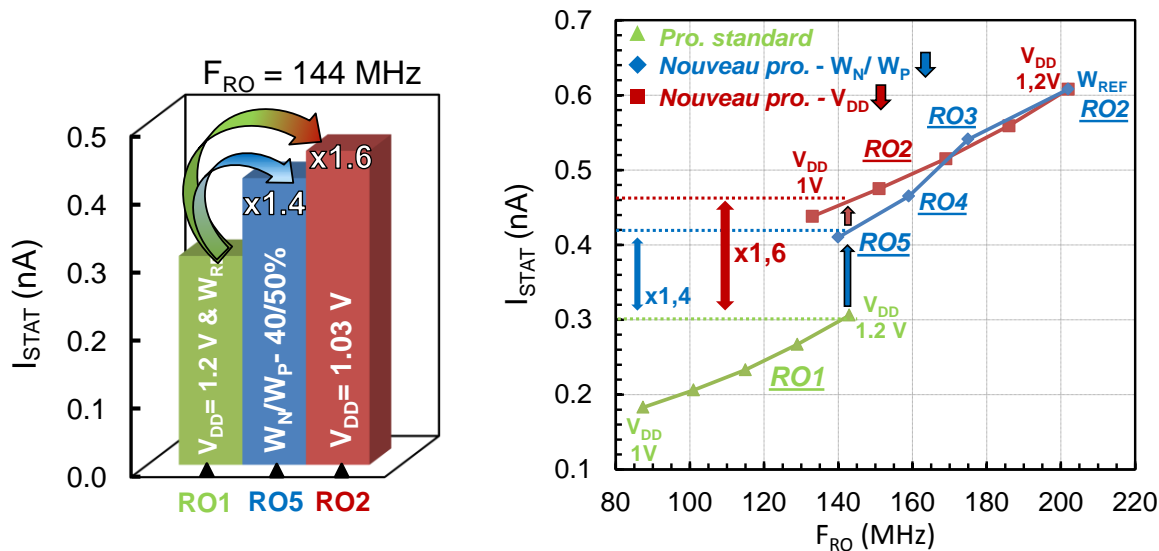 F_RO = 144 MHz
I_STAT (nA)
0.5
0.4
0.3
0.2
0.1
0.0
x1.6
x1.4
V_DD= 1.2 V & W_R
W_N/W_P- 40/50%
V_DD= 1.03 V
RO1 RO5 RO2
I_STAT (nA)
0.7
0.6
0.5
0.4
0.3
0.2
0.1
Pro. standard
Nouveau pro. - W_N/ W_P
Nouveau pro. - V_DD
V_DD
1,2V
W_REF
RO2
RO3
RO2
V_DD
1V
RO4
RO5
x1,6
x1,4
V_DD
1.2 V
RO1
V_DD
1V
80 100 120 140 160 180 200 220
F_RO (MHz)